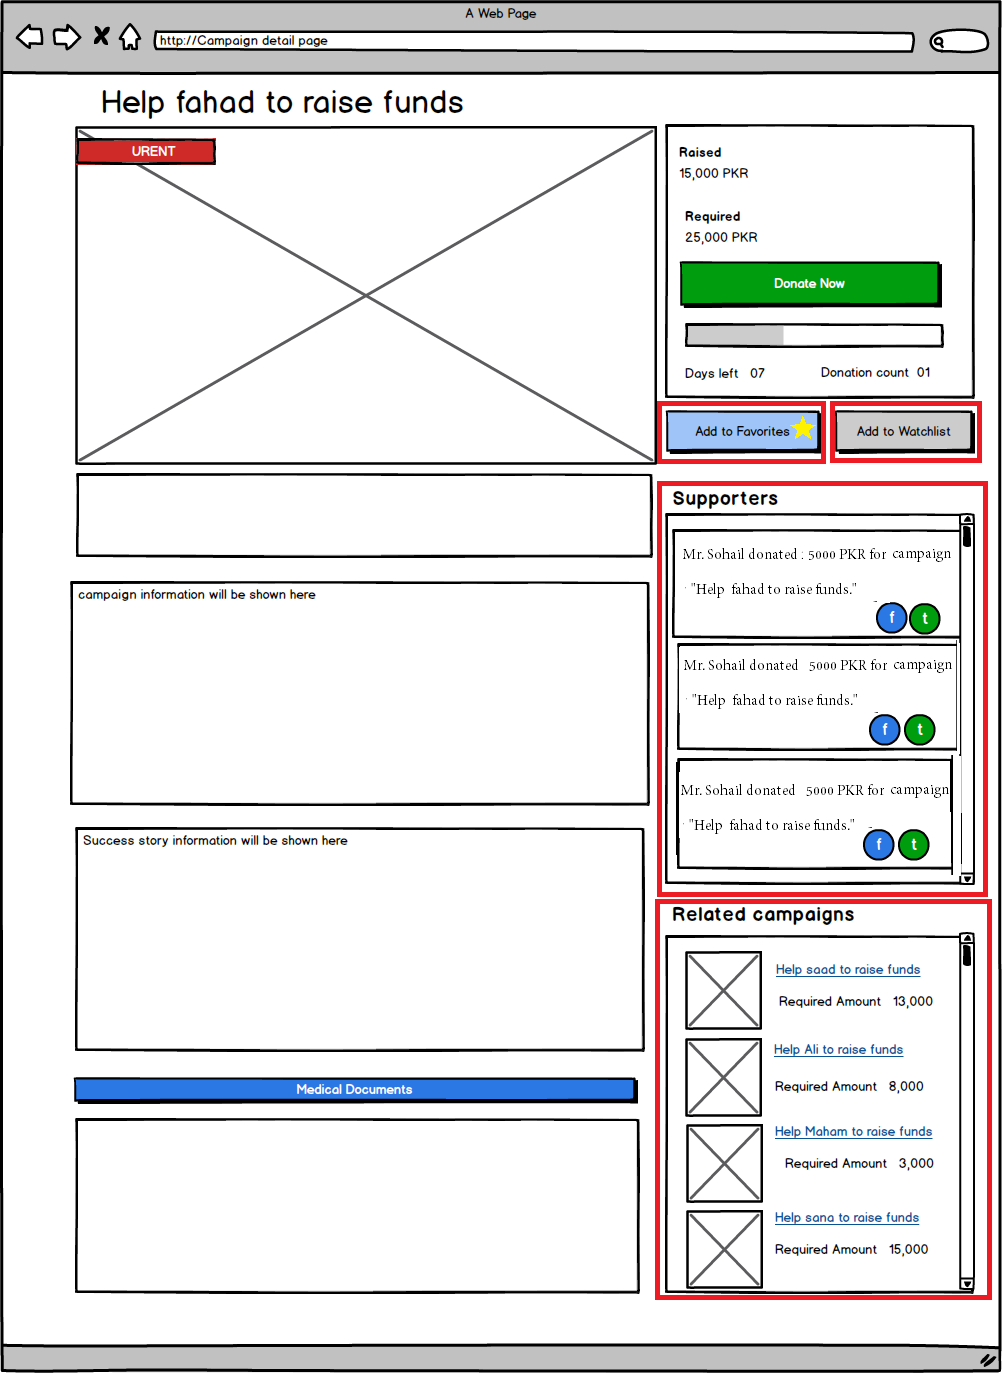 A Web Page
http://Campaign detail page
Help fahad to raise funds
URENT
Raised
15,000 PKR
Required
25,000 PKR
Donate Now
Days left 07 Donation count 01
Add to Favorites Add to Watchlist
Supporters
Mr. Sohail donated : 5000 PKR for campaign
"Help fahad to raise funds."
f t
Mr. Sohail donated 5000 PKR for campaign
"Help fahad to raise funds."
f t
Mr. Sohail donated 5000 PKR for campaign
"Help fahad to raise funds."
f t
campaign information will be shown here
Success story information will be shown here
Medical Documents
Related campaigns
Help saad to raise funds
Required Amount 13,000
Help Ali to raise funds
Required Amount 8,000
Help Maham to raise funds
Required Amount 3,000
Help sana to raise funds
Required Amount 15,000